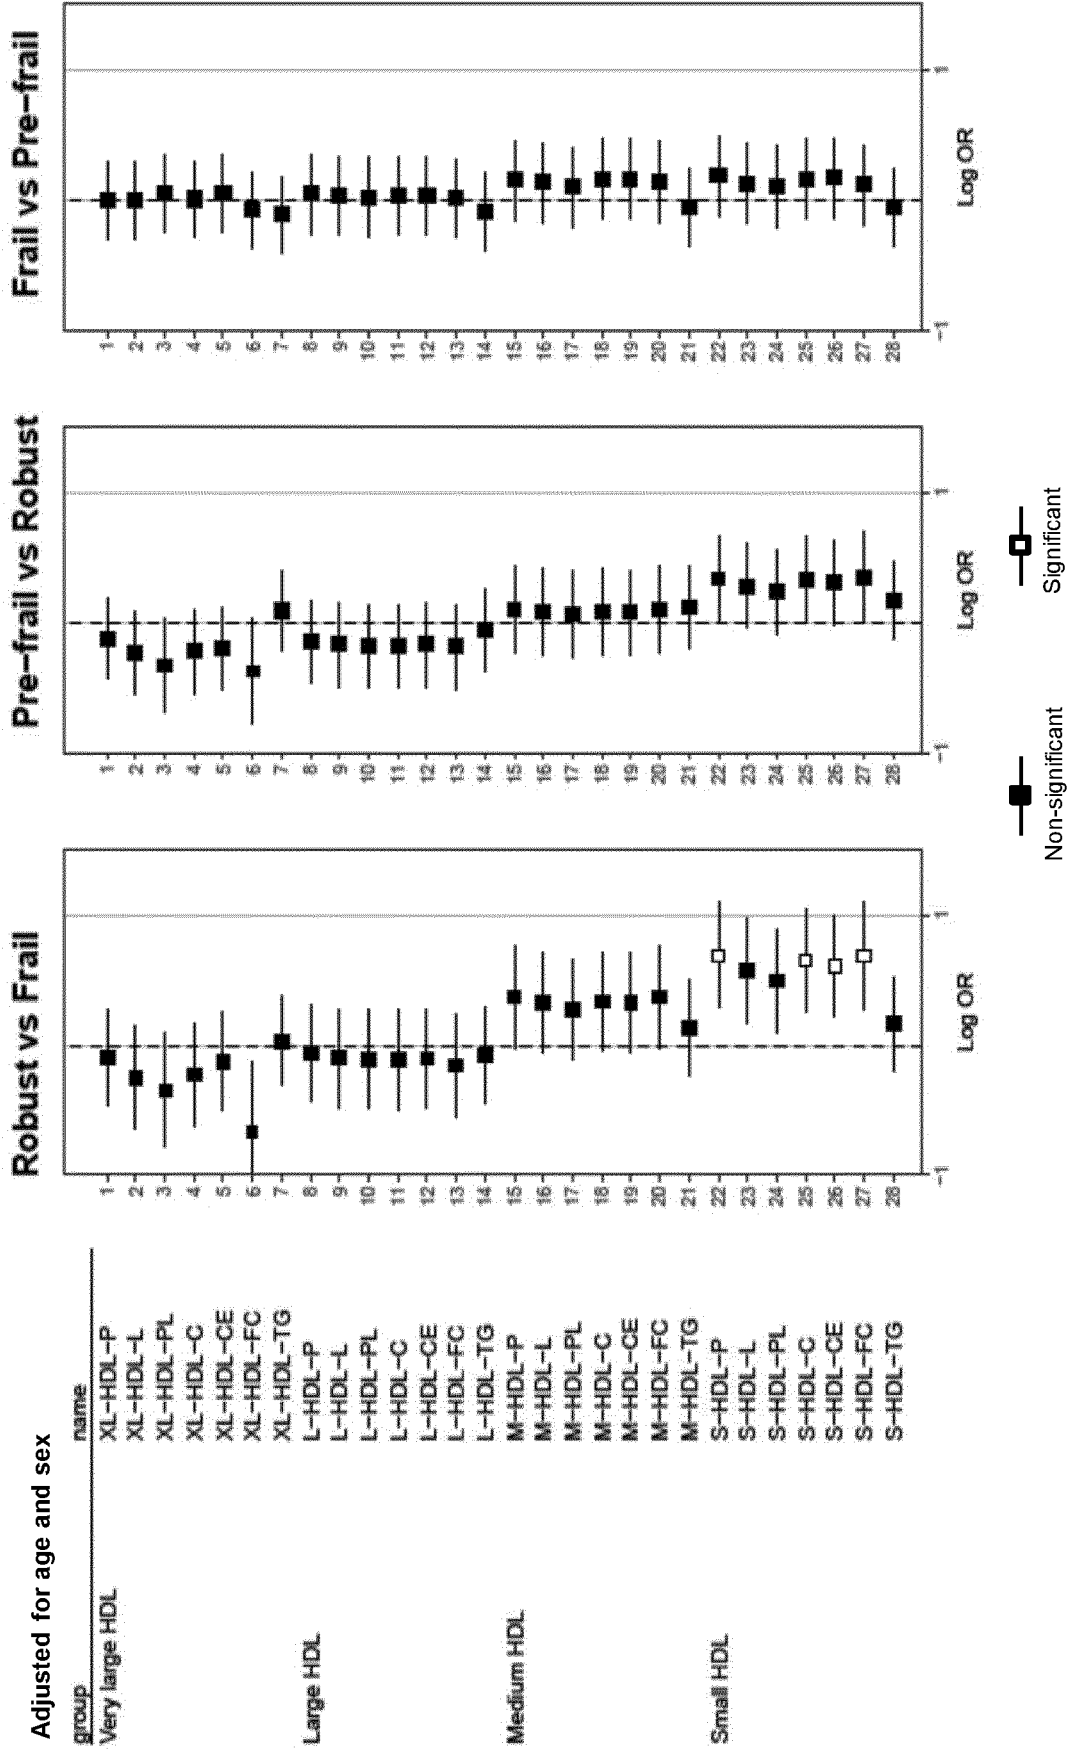 Adjusted for age and sex
Robust vs Frail
Pre-frail vs Robust
Frail vs Pre-frail
group name
Very large HDL XL-HDL-P 1 1 1
XL-HDL-L 2 2 2
XL-HDL-PL 3 3 3
XL-HDL-C 4 4 4
XL-HDL-CE 5 5 5
XL-HDL-FC 6 6 6
XL-HDL-TG 7 7 7
Large HDL L-HDL-P 8 8 8
L-HDL-L 9 9 9
L-HDL-PL 10 10 10
L-HDL-C 11 11 11
L-HDL-CE 12 12 12
L-HDL-FC 13 13 13
L-HDL-TG 14 14 14
Medium HDL M-HDL-P 15 15 15
M-HDL-L 16 16 16
M-HDL-PL 17 17 17
M-HDL-C 18 18 18
M-HDL-CE 19 19 19
M-HDL-FC 20 20 20
M-HDL-TG 21 21 21
Small HDL S-HDL-P 22 22 22
S-HDL-L 23 23 23
S-HDL-PL 24 24 24
S-HDL-C 25 25 25
S-HDL-CE 26 26 26
S-HDL-FC 27 27 27
S-HDL-TG 28 28 28
-1 1 -1 1 -1 1
Log OR Log OR Log OR
Non-significant Significant